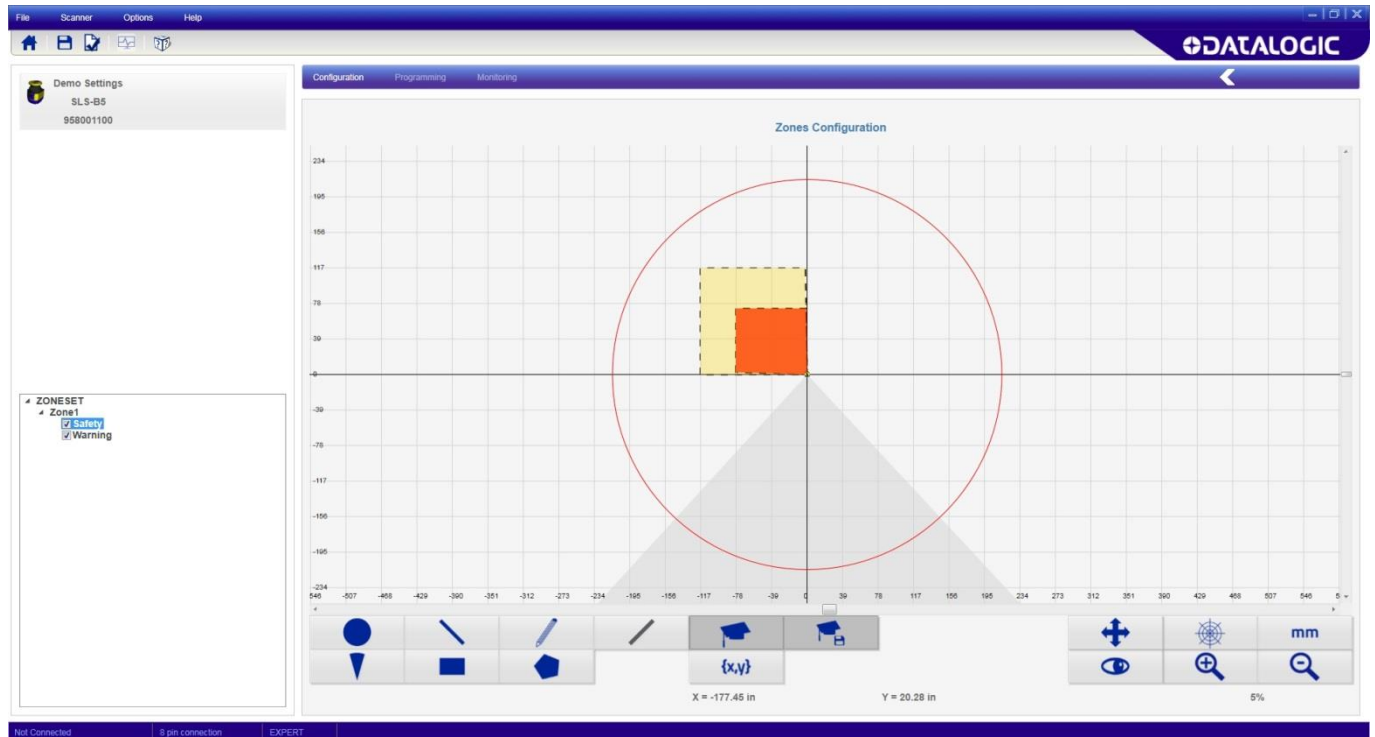 File Scanner Options Help
DATALOGIC
Demo Settings
SLS-B5
958001100
Configuration Programming Monitoring
Zones Configuration
234
195
156
117
78
39
0
-39
-78
-117
-156
-195
-234
546 -507 -468 -429 -390 -351 -312 -273 -234 -195 -156 -117 -78 -39 0 39 78 117 156 195 234 273 312 351 390 429 468 507 546 5
ZONESET
Zone1
Safety
Warning
mm
{x,y}
X = -177.45 in Y = 20.28 in 5%
Not Connected 8 pin connection EXPERT